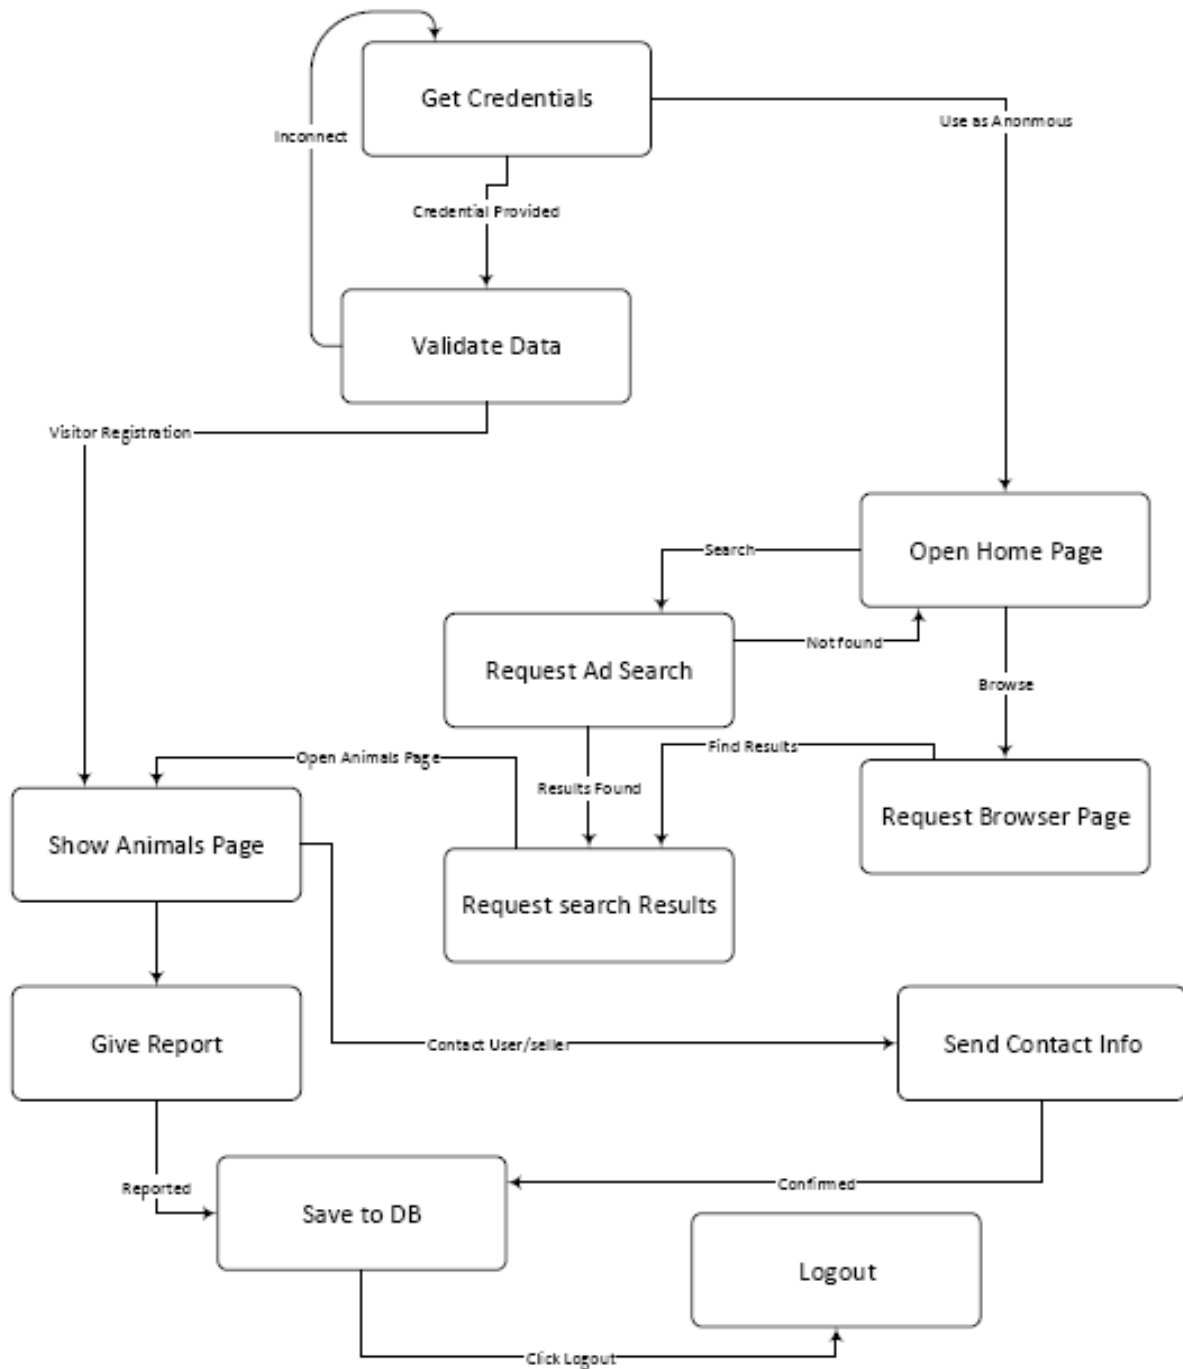 Get Credentials
Use as Anonmous
Inconnect
Credential Provided
Validate Data
Visitor Registration
Open Home Page
Search
Not found
Request Ad Search
Browse
Find Results
Open Animals Page
Results Found
Request Browser Page
Show Animals Page
Request search Results
Give Report
Contact User/seller
Send Contact Info
Reported
Confirmed
Save to DB
Logout
Click Logout